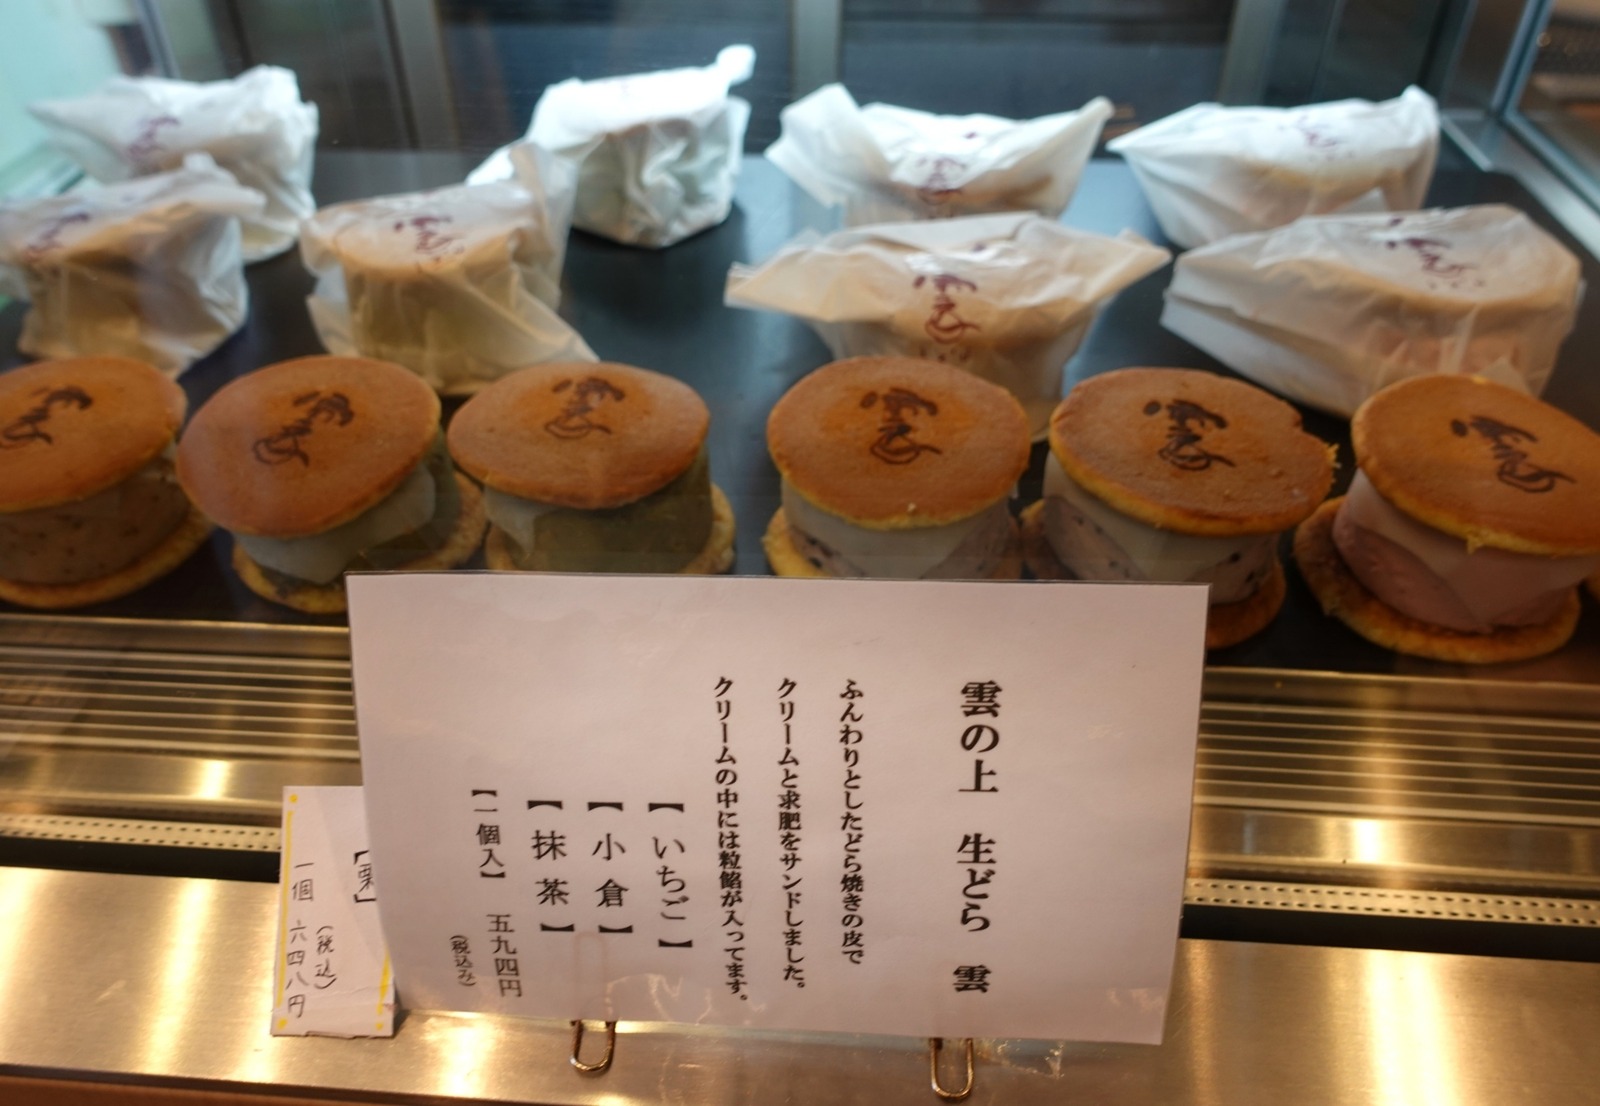 雲の上　生どら　雲
ふんわりとしたどら焼きの皮で
クリームと求肥をサンドしました。
クリームの中には粒餡が入ってます。
【いちご】
【小倉】
【抹茶】
【一個入】　五九四円
（税込み）
【栗】
（税込）
一個　六四八円